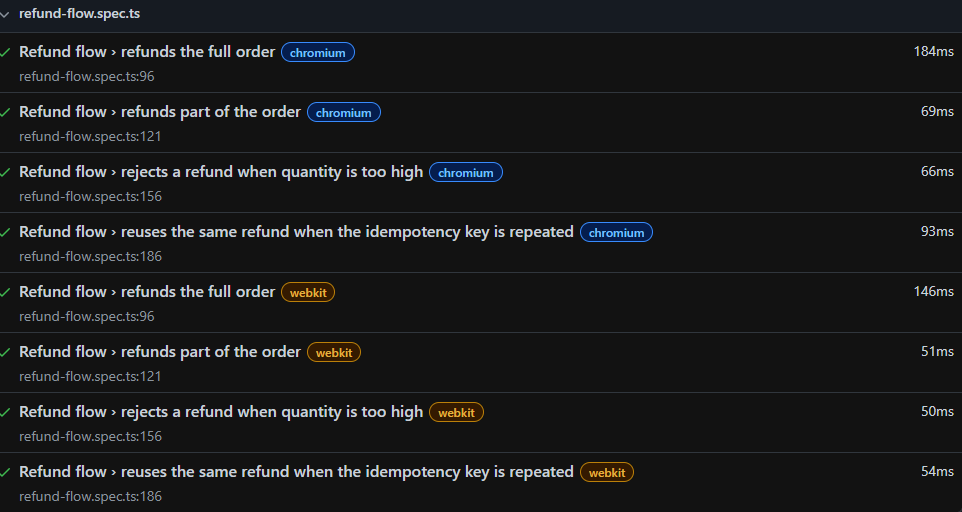 refund-flow.spec.ts
Refund flow › refunds the full order chromium 184ms
refund-flow.spec.ts:96
Refund flow › refunds part of the order chromium 69ms
refund-flow.spec.ts:121
Refund flow › rejects a refund when quantity is too high chromium 66ms
refund-flow.spec.ts:156
Refund flow › reuses the same refund when the idempotency key is repeated chromium 93ms
refund-flow.spec.ts:186
Refund flow › refunds the full order webkit 146ms
refund-flow.spec.ts:96
Refund flow › refunds part of the order webkit 51ms
refund-flow.spec.ts:121
Refund flow › rejects a refund when quantity is too high webkit 50ms
refund-flow.spec.ts:156
Refund flow › reuses the same refund when the idempotency key is repeated webkit 54ms
refund-flow.spec.ts:186